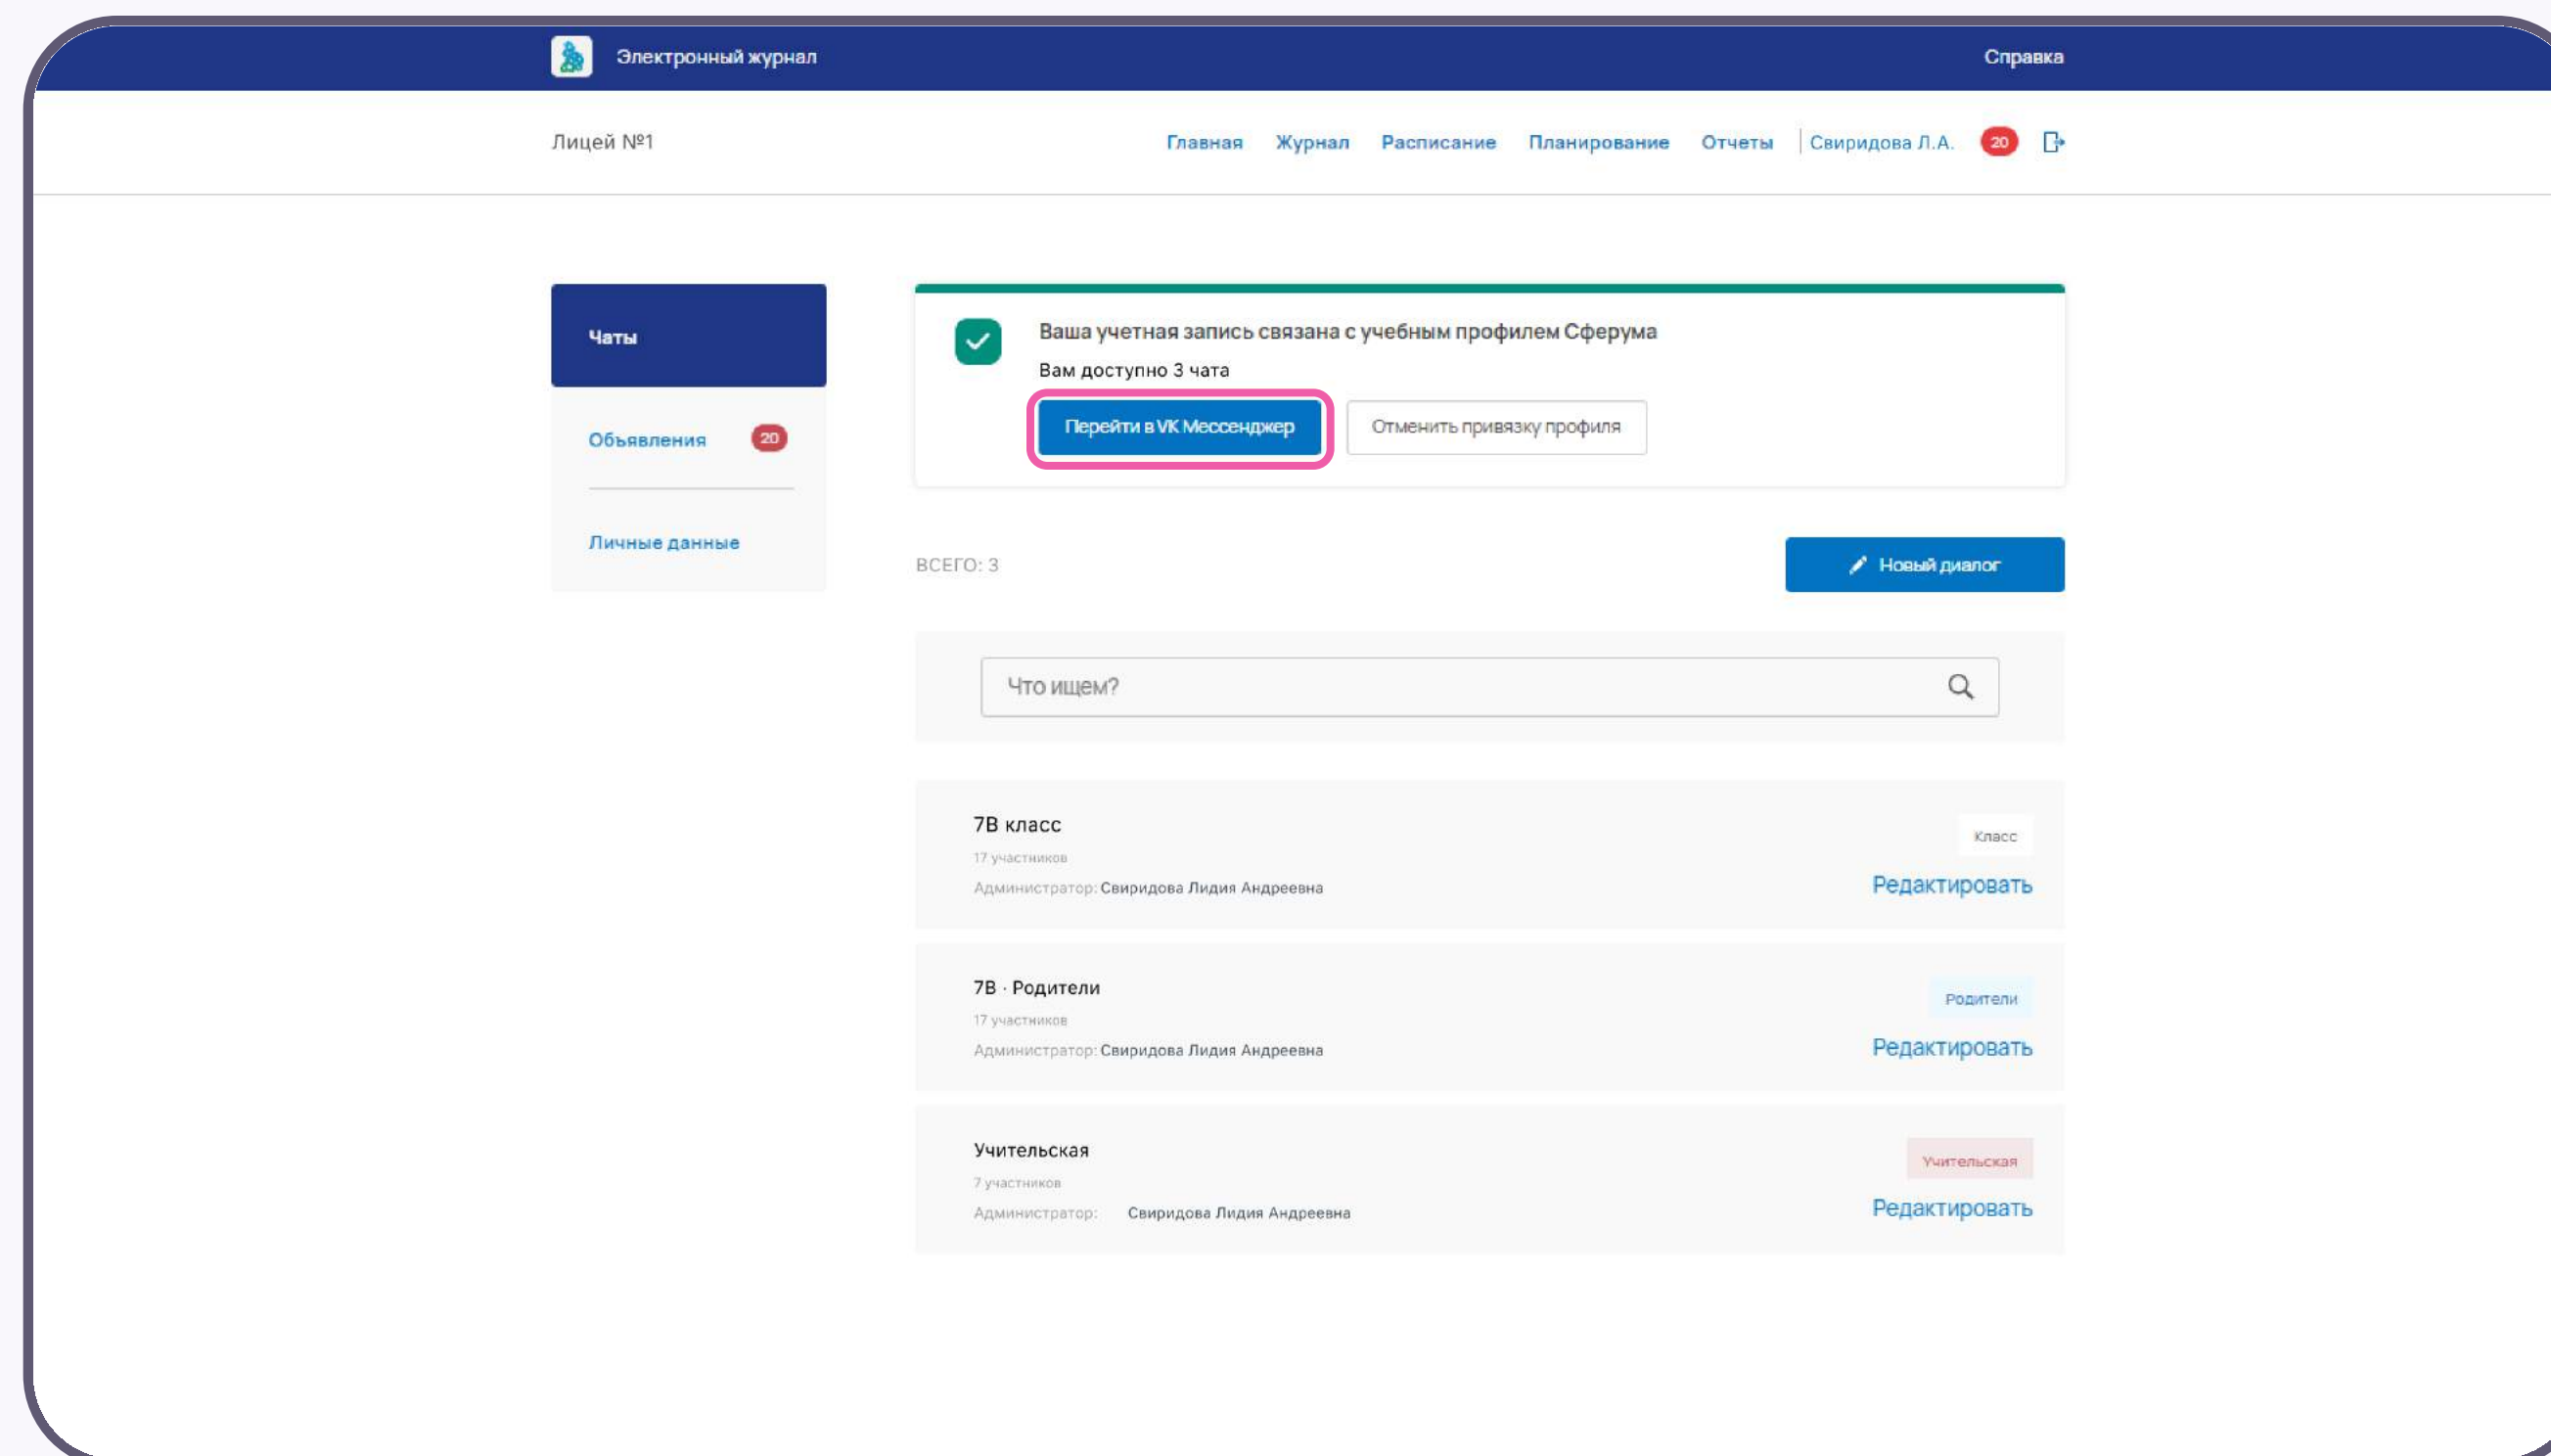 Электронный журнал
Справка
Лицей №1
Главная Журнал Расписание Планирование Отчеты Свиридова Л.А. 20
Чаты
Объявления 20
Личные данные
Ваша учетная запись связана с учебным профилем Сферума
Вам доступно 3 чата
Перейти в VK Мессенджер
Отменить привязку профиля
ВСЕГО: 3
Новый диалог
Что ищем?
7В класс
17 участников
Администратор: Свиридова Лидия Андреевна
Класс
Редактировать
7В · Родители
17 участников
Администратор: Свиридова Лидия Андреевна
Родители
Редактировать
Учительская
7 участников
Администратор: Свиридова Лидия Андреевна
Учительская
Редактировать